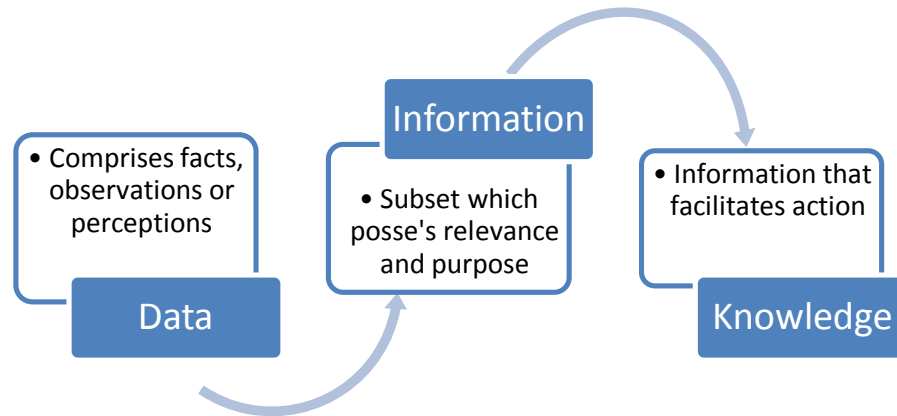 • Comprises facts,
observations or
perceptions
Data
Information
• Subset which
posse's relevance
and purpose
• Information that
facilitates action
Knowledge